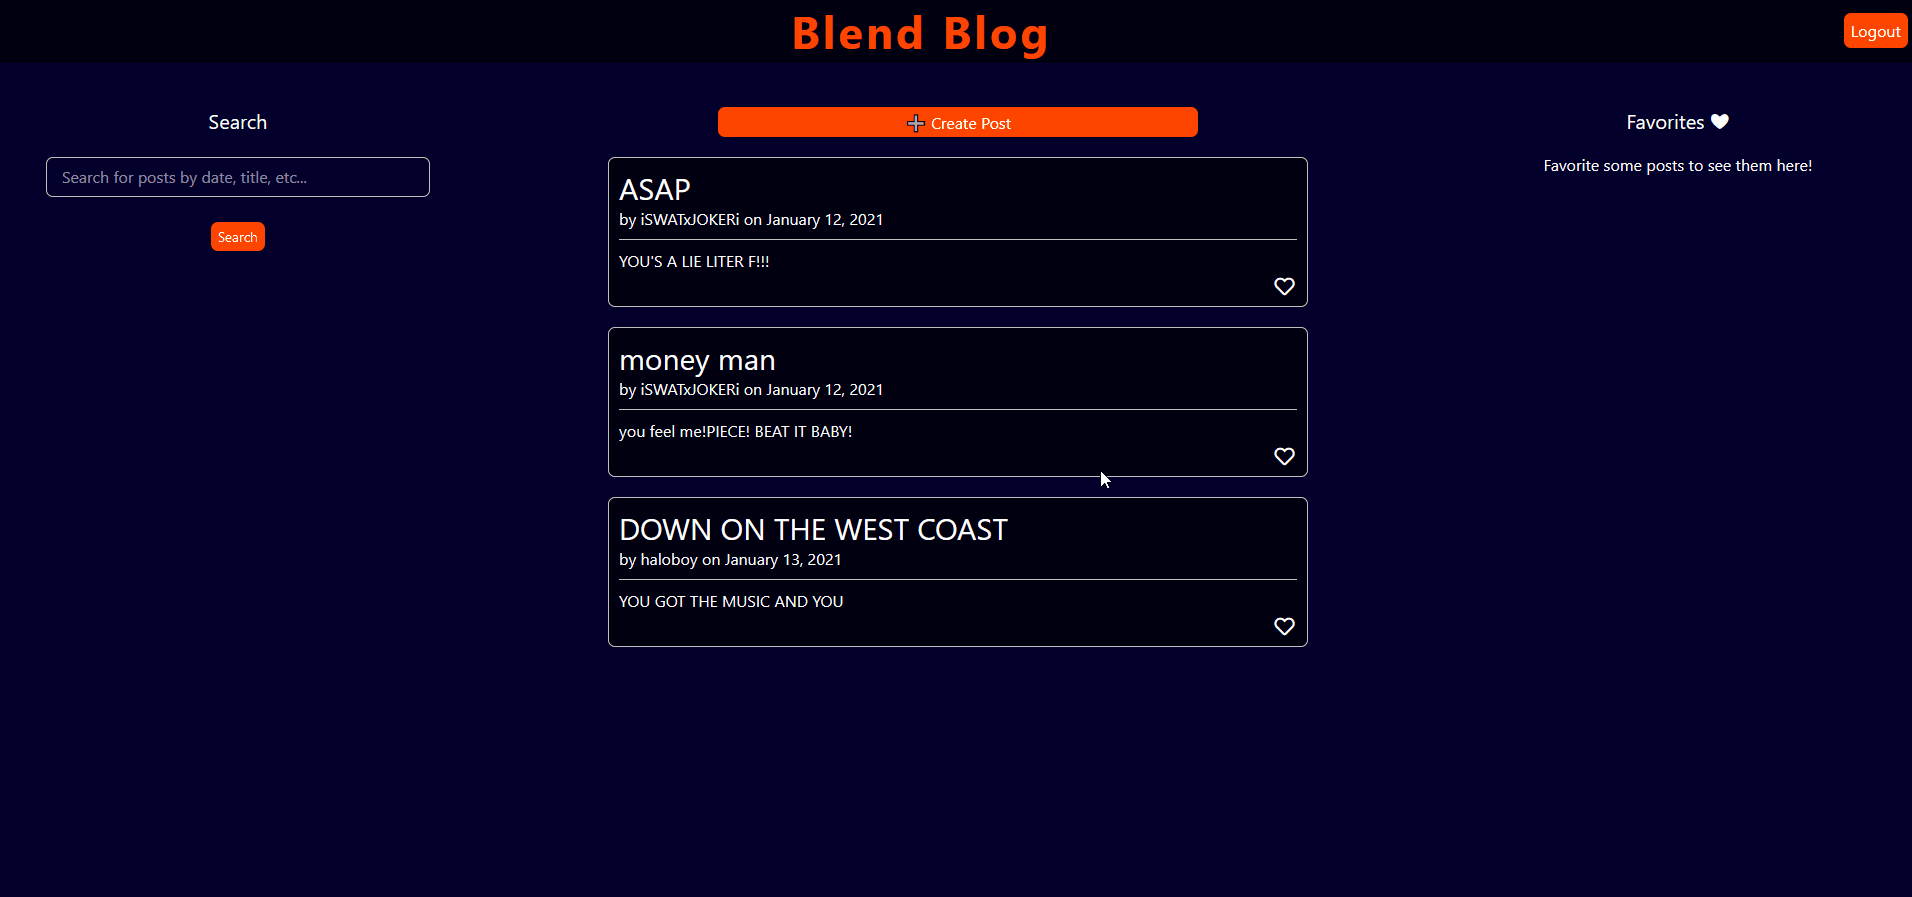 Blend Blog
Logout
Search
Search for posts by date, title, etc...
Search
Create Post
ASAP
by iSWATxJOKERi on January 12, 2021
YOU'S A LIE LITER F!!!
money man
by iSWATxJOKERi on January 12, 2021
you feel me!PIECE! BEAT IT BABY!
DOWN ON THE WEST COAST
by haloboy on January 13, 2021
YOU GOT THE MUSIC AND YOU
Favorites
Favorite some posts to see them here!